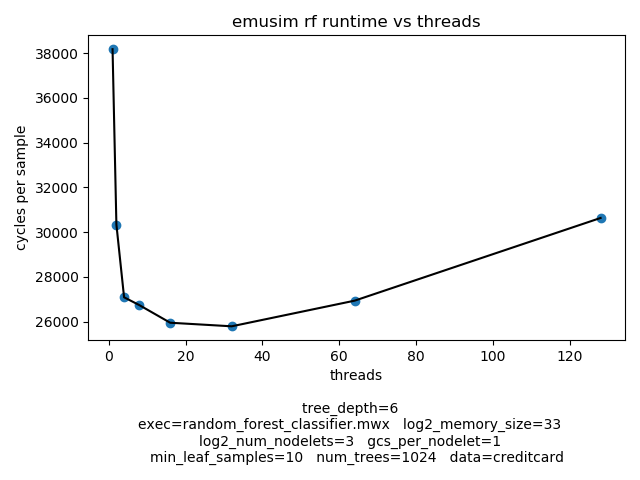 emusim rf runtime vs threads
38000
36000
34000
32000
30000
28000
26000
cycles per sample
0 20 40 60 80 100 120
threads
tree_depth=6
exec=random_forest_classifier.mwx log2_memory_size=33
log2_num_nodelets=3 gcs_per_nodelet=1
min_leaf_samples=10 num_trees=1024 data=creditcard